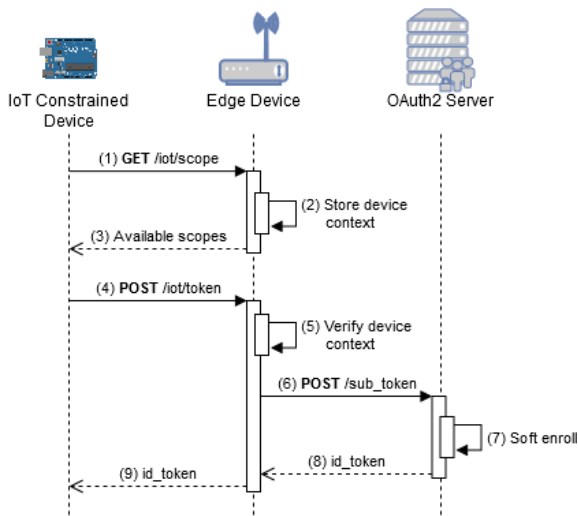 IoT Constrained
Device
Edge Device
OAuth2 Server
(1) GET /iot/scope
(2) Store device
context
(3) Available scopes
(4) POST /iot/token
(5) Verify device
context
(6) POST /sub_token
(7) Soft enroll
(8) id_token
(9) id_token